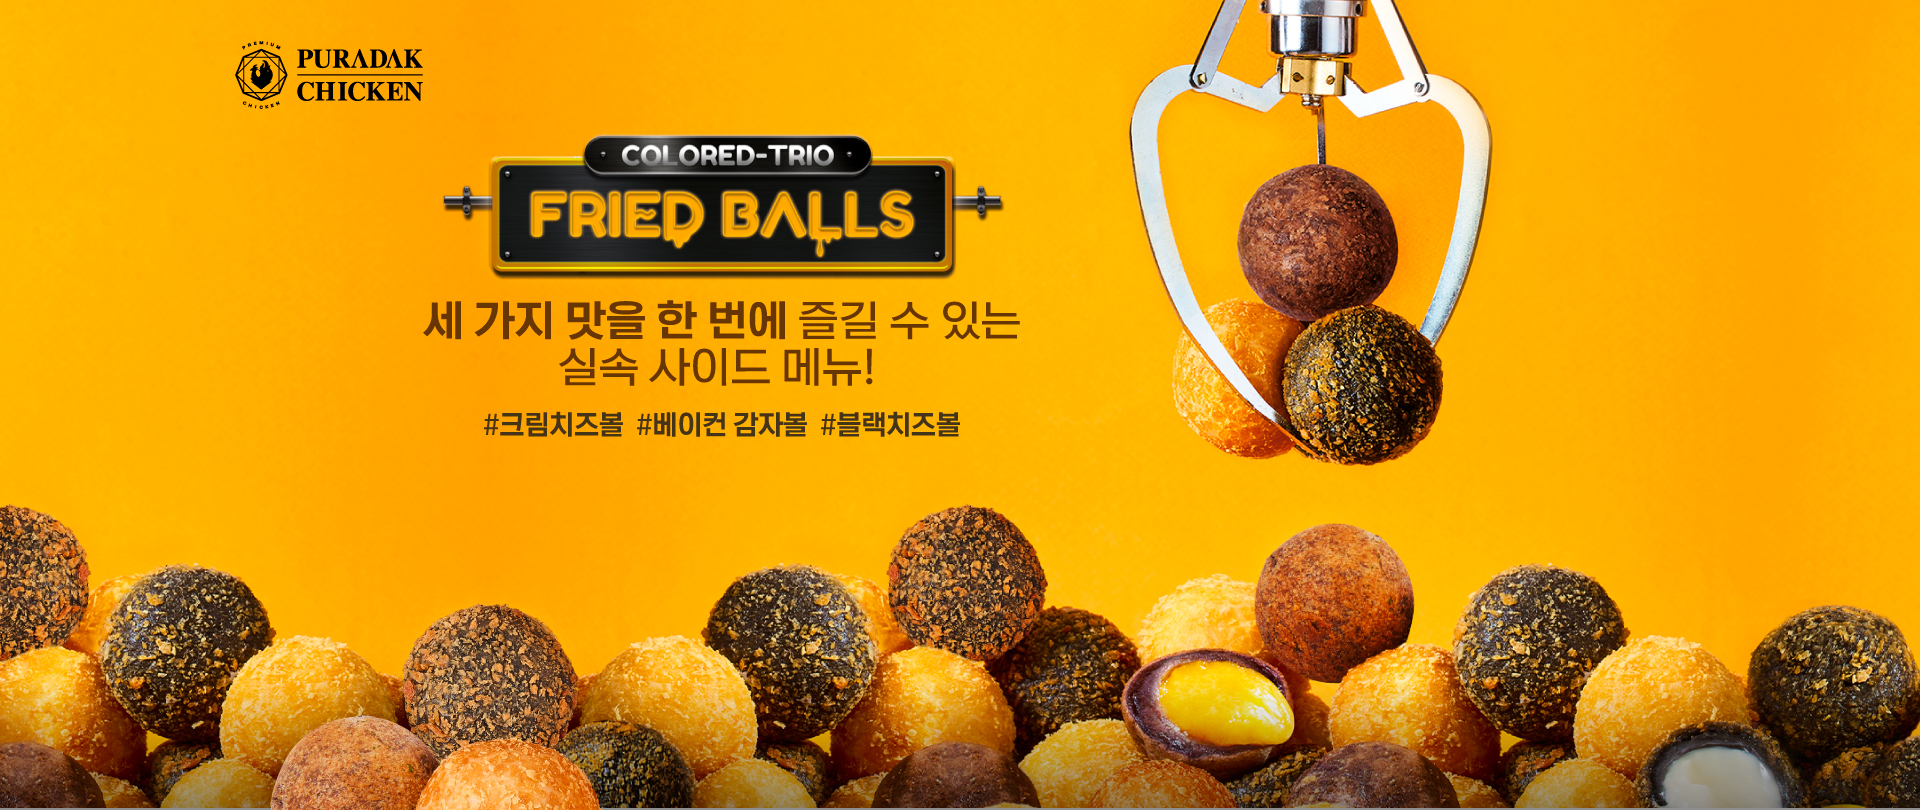 PREMIUM
CHICKEN
PURADAK
CHICKEN
COLORED-TRIO
FRIED BALLS
세 가지 맛을 한 번에 즐길 수 있는
실속 사이드 메뉴!
#크림치즈볼 #베이컨 감자볼 #블랙치즈볼